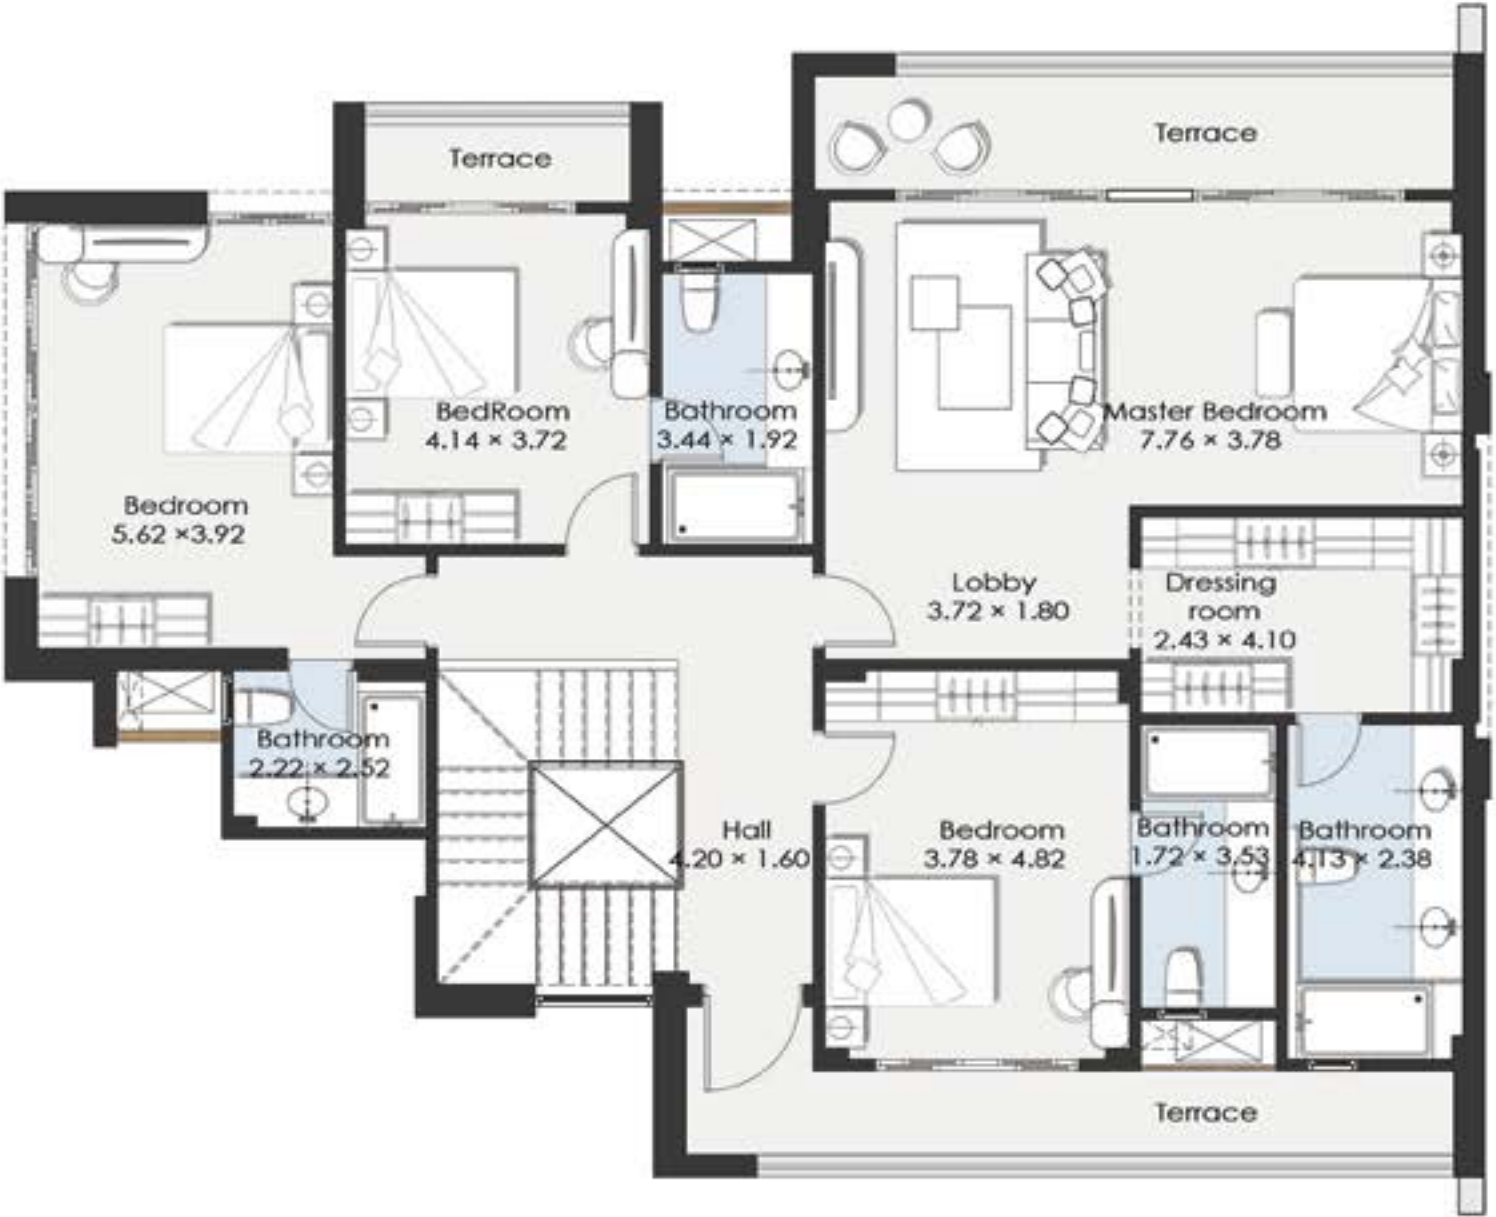 Terrace
Terrace
BedRoom
4.14 × 3.72
Bathroom
3.44 × 1.92
Master Bedroom
7.76 × 3.78
Bedroom
5.62 ×3.92
Lobby
3.72 × 1.80
Dressing
room
2.43 × 4.10
Bathroom
2.22 × 2.52
Hall
4.20 × 1.60
Bedroom
3.78 × 4.82
Bathroom
1.72 × 3.53
Bathroom
4.13 × 2.38
Terrace